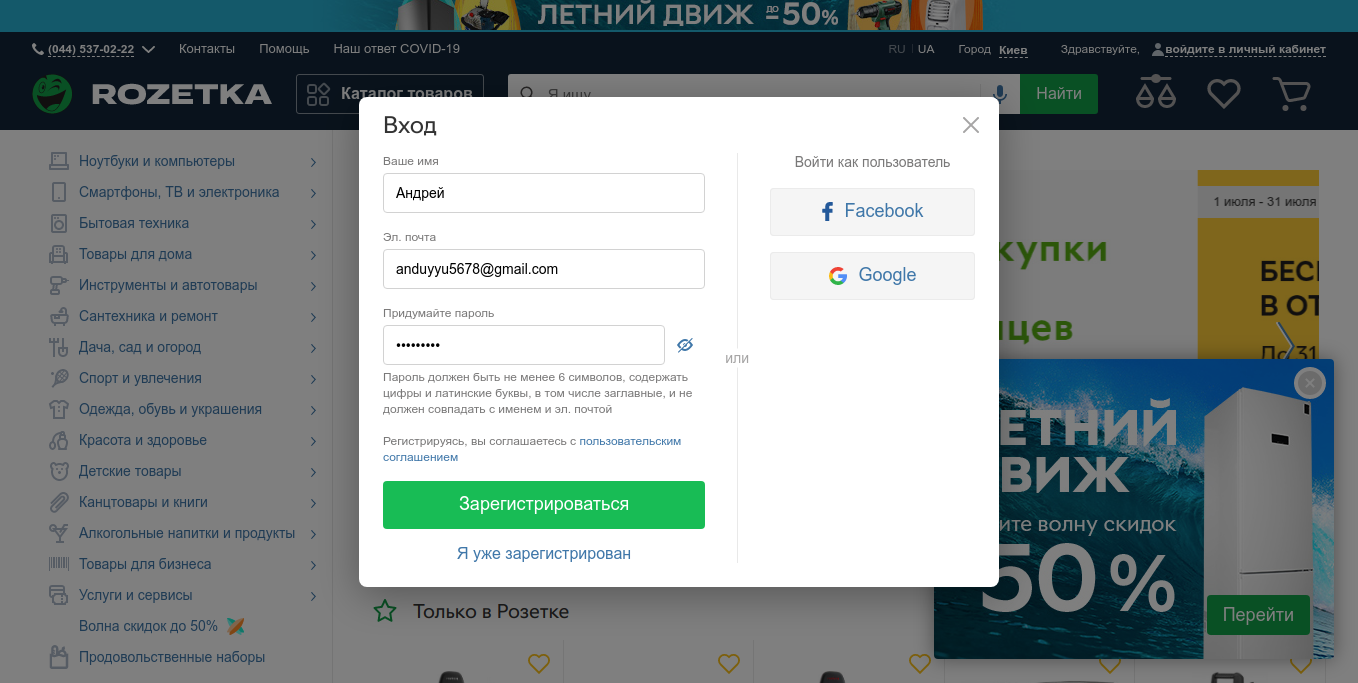 ЛЕТНИЙ ДВИЖ ДО -50%
(044) 537-02-22
Контакты
Помощь
Наш ответ COVID-19
RU
UA
Город Киев
Здравствуйте, войдите в личный кабинет
ROZETKA
Каталог товаров
Я ищу
Найти
Ноутбуки и компьютеры
Смартфоны, ТВ и электроника
Бытовая техника
Товары для дома
Инструменты и автотовары
Сантехника и ремонт
Дача, сад и огород
Спорт и увлечения
Одежда, обувь и украшения
Красота и здоровье
Детские товары
Канцтовары и книги
Алкогольные напитки и продукты
Товары для бизнеса
Услуги и сервисы
Волна скидок до 50%
Продовольственные наборы
Вход
Ваше имя
Андрей
Эл. почта
anduyyu5678@gmail.com
Придумайте пароль
•••••••••
Пароль должен быть не менее 6 символов, содержать
цифры и латинские буквы, в том числе заглавные, и не
должен совпадать с именем и эл. почтой
Регистрируясь, вы соглашаетесь с пользовательским
соглашением
Зарегистрироваться
Я уже зарегистрирован
или
Войти как пользователь
Facebook
Google
купки
яцев
1 июля - 31 июля
БЕС
В ОТ
До 31
ЕТНИЙ
ДВИЖ
ите волну скидок
50%
Перейти
Только в Розетке